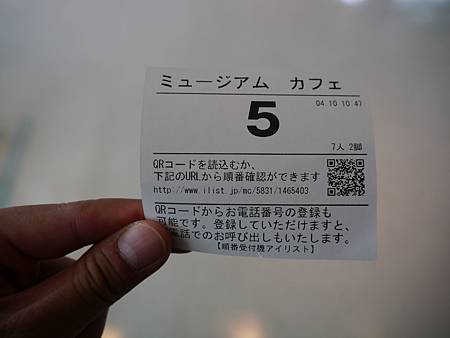 ミュージアム カフェ
04.10 10:47
5
7人 2脚
QRコードを読込むか、
下記のURLから順番確認ができます
http://www.ilist.jp/mc/5831/1465403
QRコードからお電話番号の登録も
可能です。登録していただけますと、
電話でのお呼び出しもいたします。
【順番受付機アイリスト】